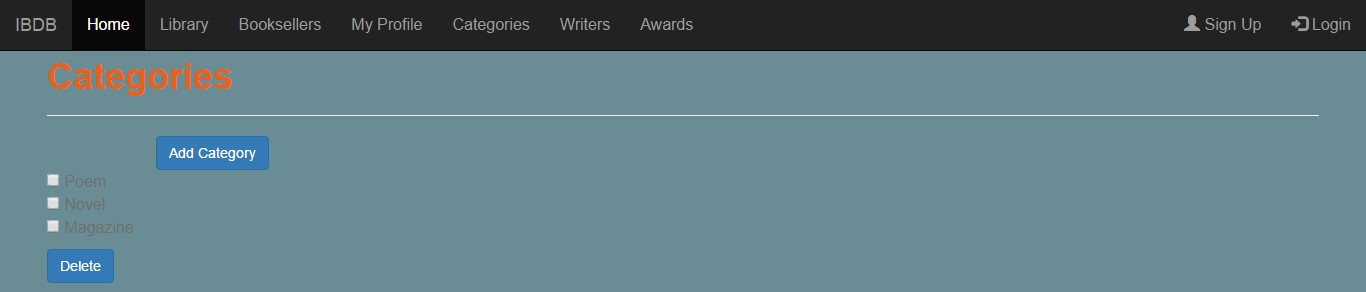 IBDB Home Library Booksellers My Profile Categories Writers Awards Sign Up Login
Categories
Add Category
Poem
Novel
Magazine
Delete